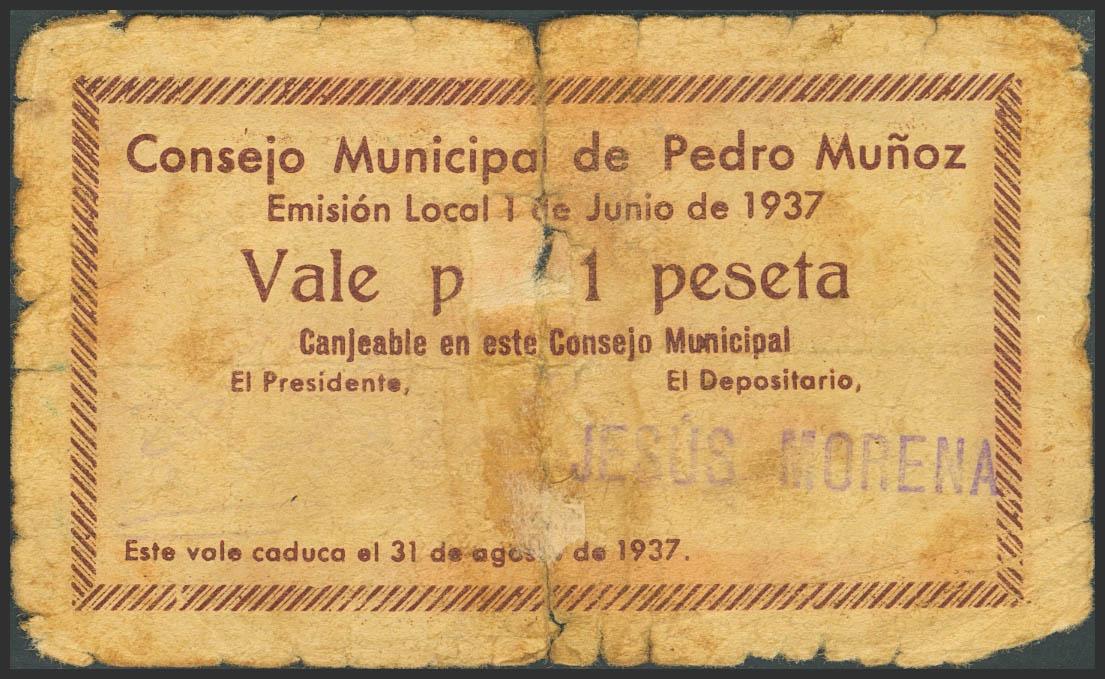 Consejo Municipal de Pedro Muñoz
Emisión Local 1 de Junio de 1937
Vale p 1 peseta
Canjeable en este Consejo Municipal
El Presidente, El Depositario,
JESÚS MORENA
Este vale caduca el 31 de agosto de 1937.